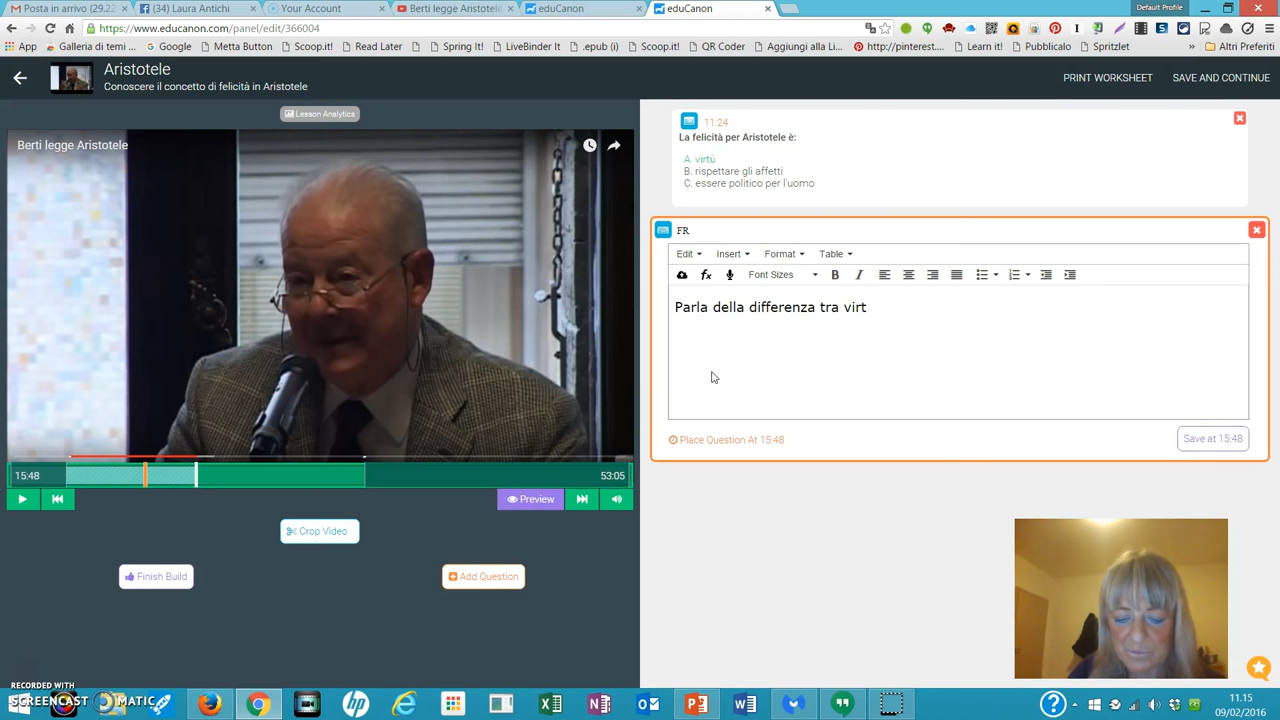 Posta in arrivo (29.22
(34) Laura Antichi
Your Account
Berti legge Aristotele
eduCanon
eduCanon
Default Profile
https://www.educanon.com/panel/edit/366004
App
Galleria di temi ...
Google
Metta Button
Scoop.it!
Read Later
Spring It!
LiveBinder It
.epub (i)
Scoop.it!
QR Coder
Aggiungi alla Li...
http://pinterest....
Learn it!
Pubblicalo
Spritzlet
»
Altri Preferiti
Aristotele
Conoscere il concetto di felicità in Aristotele
PRINT WORKSHEET
SAVE AND CONTINUE
Lesson Analytics
Berti legge Aristotele
15:48
53:05
Preview
Crop Video
Finish Build
Add Question
11:24
La felicità per Aristotele è:
A. virtù
B. rispettare gli affetti
C. essere politico per l'uomo
FR
Edit
Insert
Format
Table
fx
Font Sizes
B
I
Parla della differenza tra virt
Place Question At 15:48
Save at 15:48
RECORDED WITH
SCREENCAST MATIC
11.15
09/02/2016